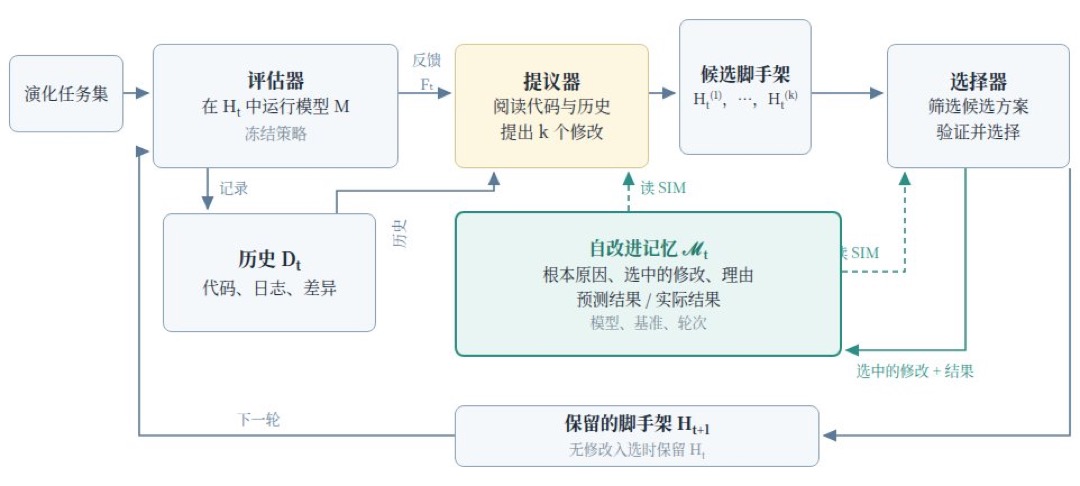 演化任务集
评估器
在 Hₜ 中运行模型 M
冻结策略
反馈
Fₜ
提议器
阅读代码与历史
提出 k 个修改
候选脚手架
Hₜ⁽¹⁾, ⋯, Hₜ⁽ᵏ⁾
选择器
筛选候选方案
验证并选择
记录
历史 Dₜ
代码、日志、差异
历史
读 SIM
自改进记忆 ℳₜ
根本原因、选中的修改、理由
预测结果 / 实际结果
模型、基准、轮次
SIM
选中的修改 + 结果
下一轮
保留的脚手架 Hₜ₊₁
无修改入选时保留 Hₜ